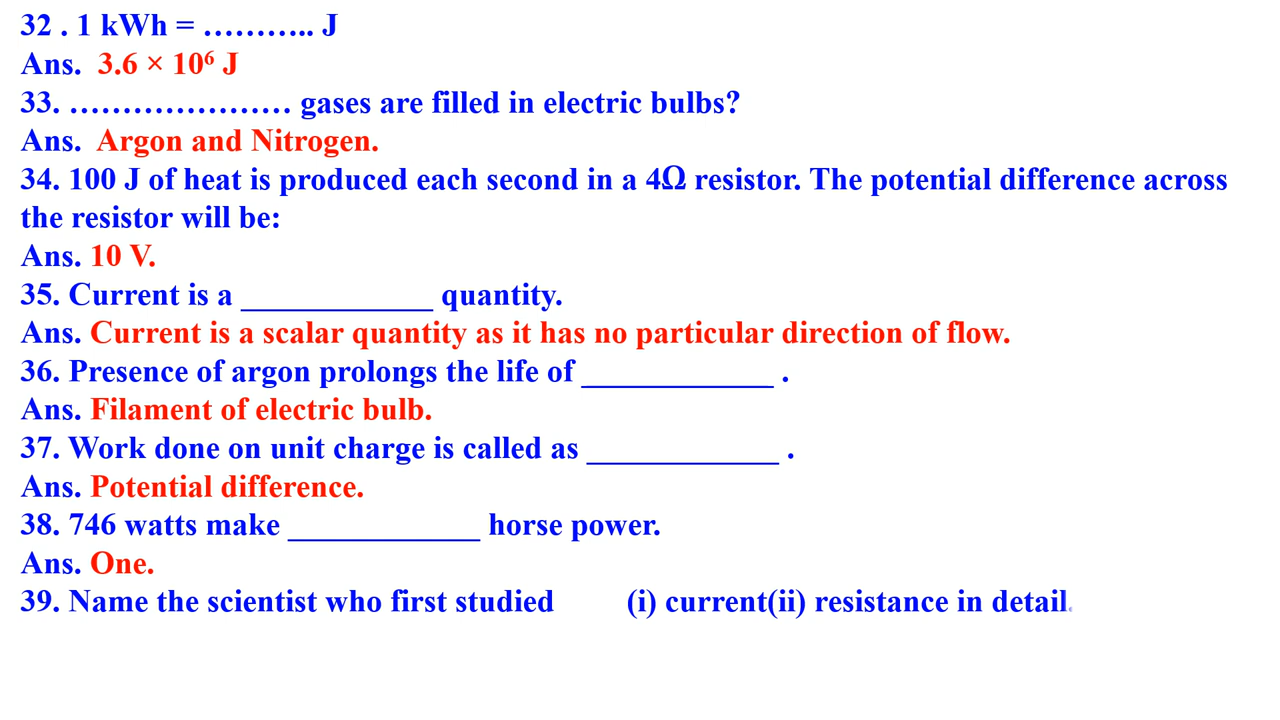 32 . 1 kWh = ……….. J
Ans.  3.6 × 10⁶ J
33. ………………… gases are filled in electric bulbs?
Ans.  Argon and Nitrogen.
34. 100 J of heat is produced each second in a 4Ω resistor. The potential difference across
the resistor will be:
Ans. 10 V.
35. Current is a ____________ quantity.
Ans. Current is a scalar quantity as it has no particular direction of flow.
36. Presence of argon prolongs the life of ____________ .
Ans. Filament of electric bulb.
37. Work done on unit charge is called as ____________ .
Ans. Potential difference.
38. 746 watts make ____________ horse power.
Ans. One.
39. Name the scientist who first studied (i) current(ii) resistance in detail.